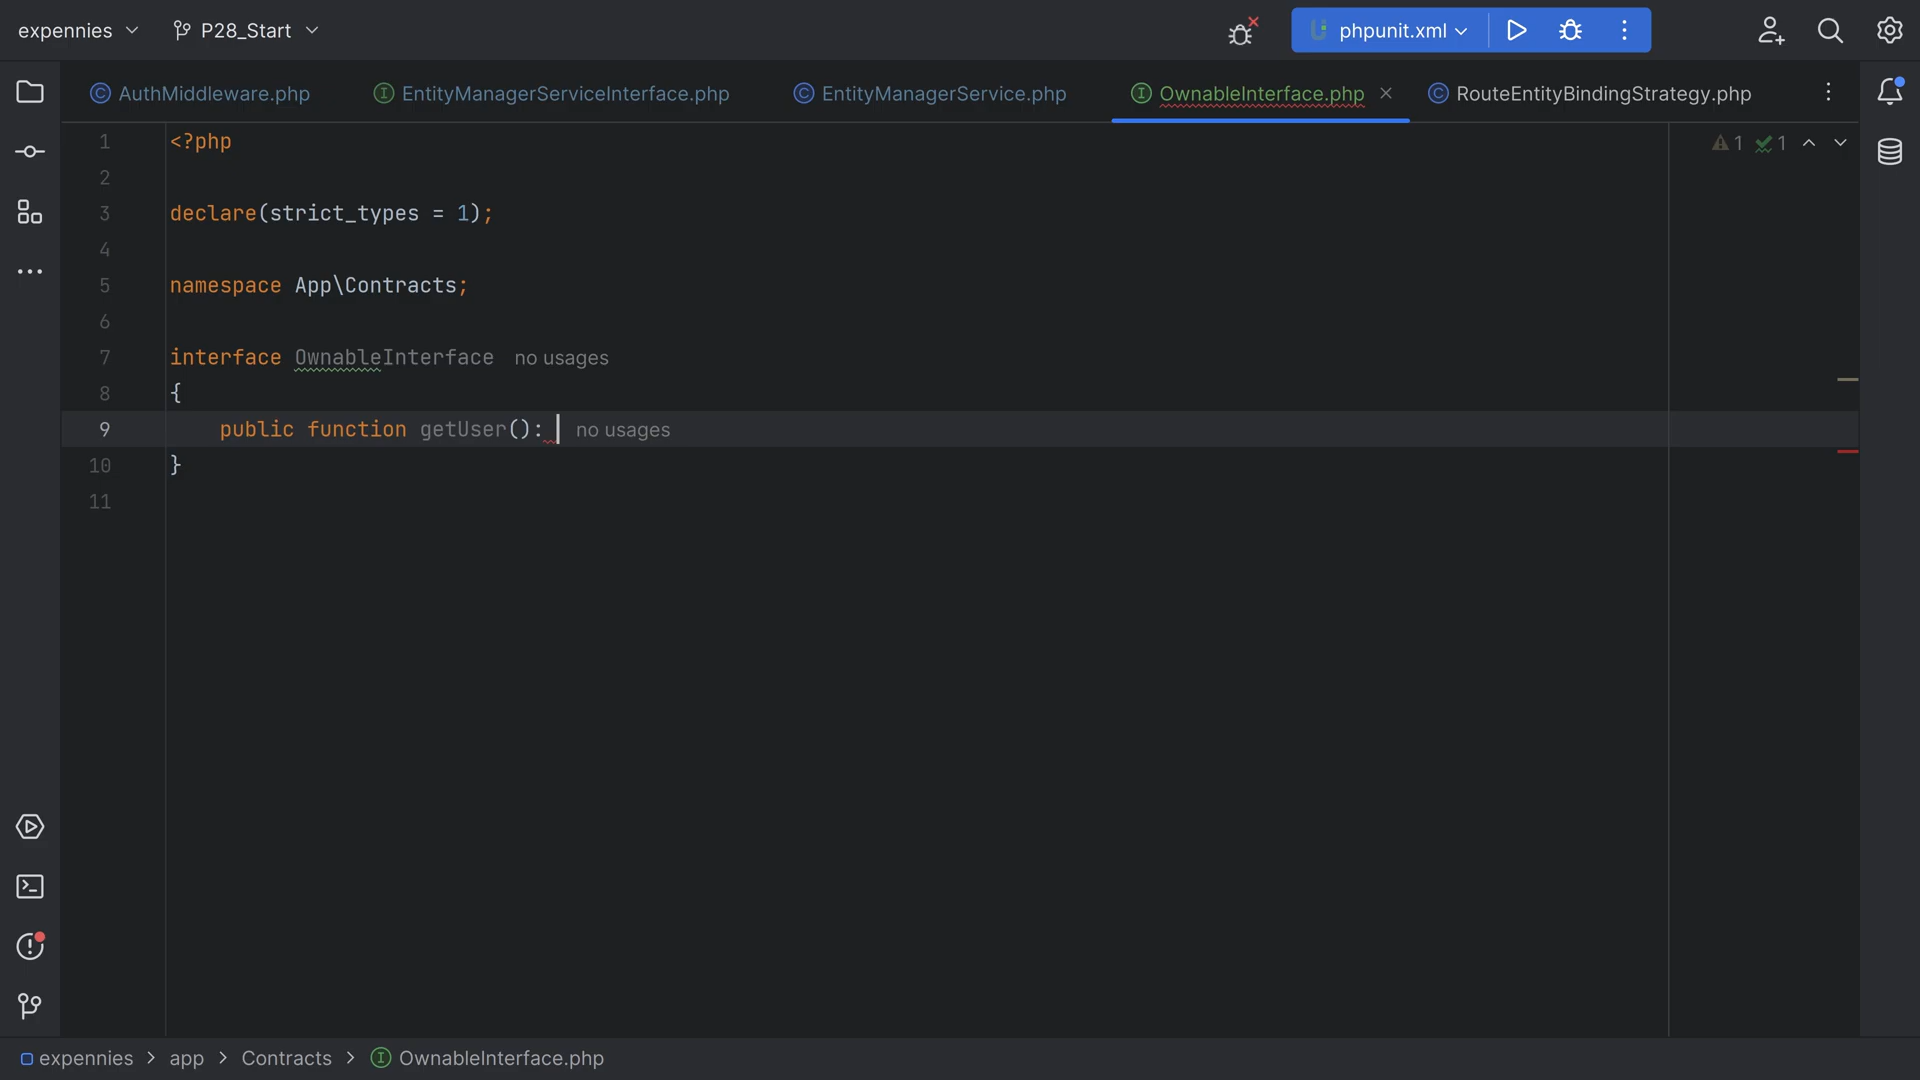 expennies P28_Start phpunit.xml
AuthMiddleware.php EntityManagerServiceInterface.php EntityManagerService.php OwnableInterface.php RouteEntityBindingStrategy.php
1 <?php 1 1
2
3 declare(strict_types = 1);
4
5 namespace App\Contracts;
6
7 interface OwnableInterface no usages
8 {
9 public function getUser(): no usages
10 }
11
expennies > app > Contracts > OwnableInterface.php